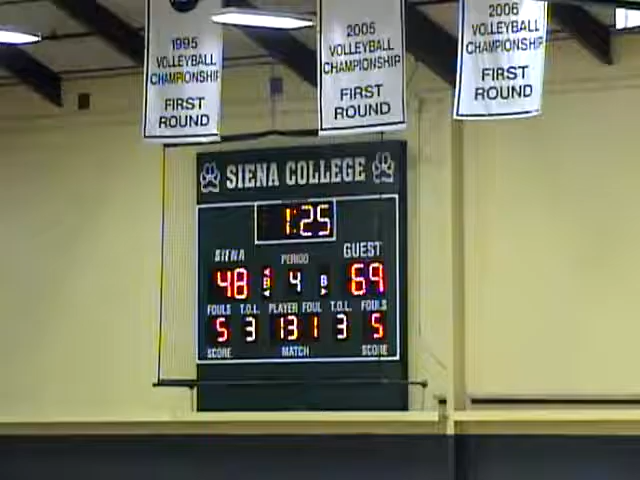 1995
VOLLEYBALL
CHAMPIONSHIP
FIRST
ROUND
2005
VOLLEYBALL
CHAMPIONSHIP
FIRST
ROUND
2006
VOLLEYBALL
CHAMPIONSHIP
FIRST
ROUND
SIENA COLLEGE
1:25
SIENA PERIOD GUEST
48 B 4 B 69
FOULS T.O.L. PLAYER FOUL T.O.L. FOULS
5 3 13 1 3 5
SCORE MATCH SCORE